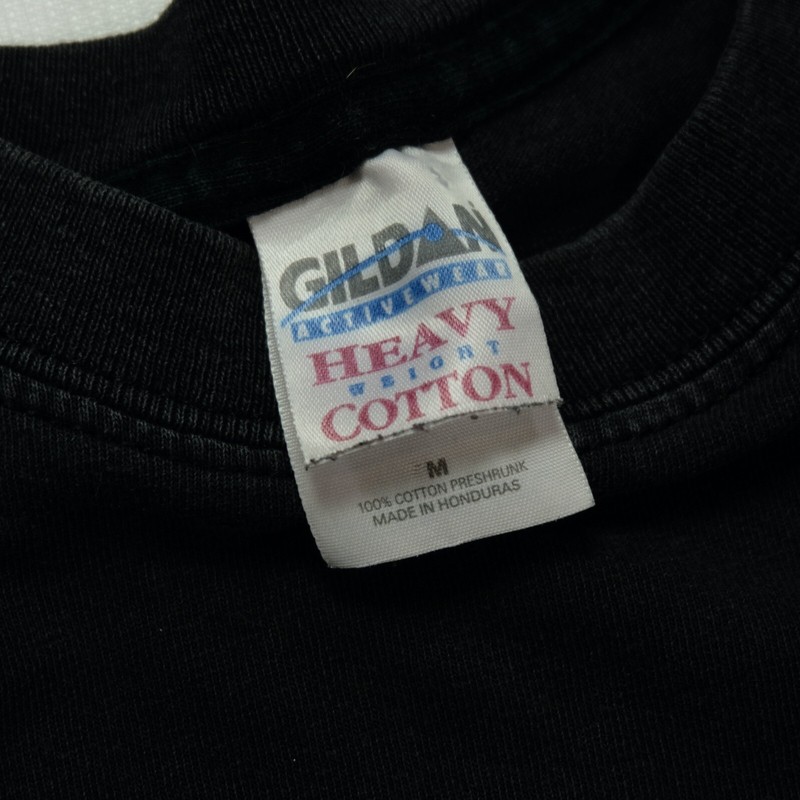 GILDAN
ACTIVEWEAR
HEAVY
WEIGHT
COTTON
M
100% COTTON PRESHRUNK
MADE IN HONDURAS